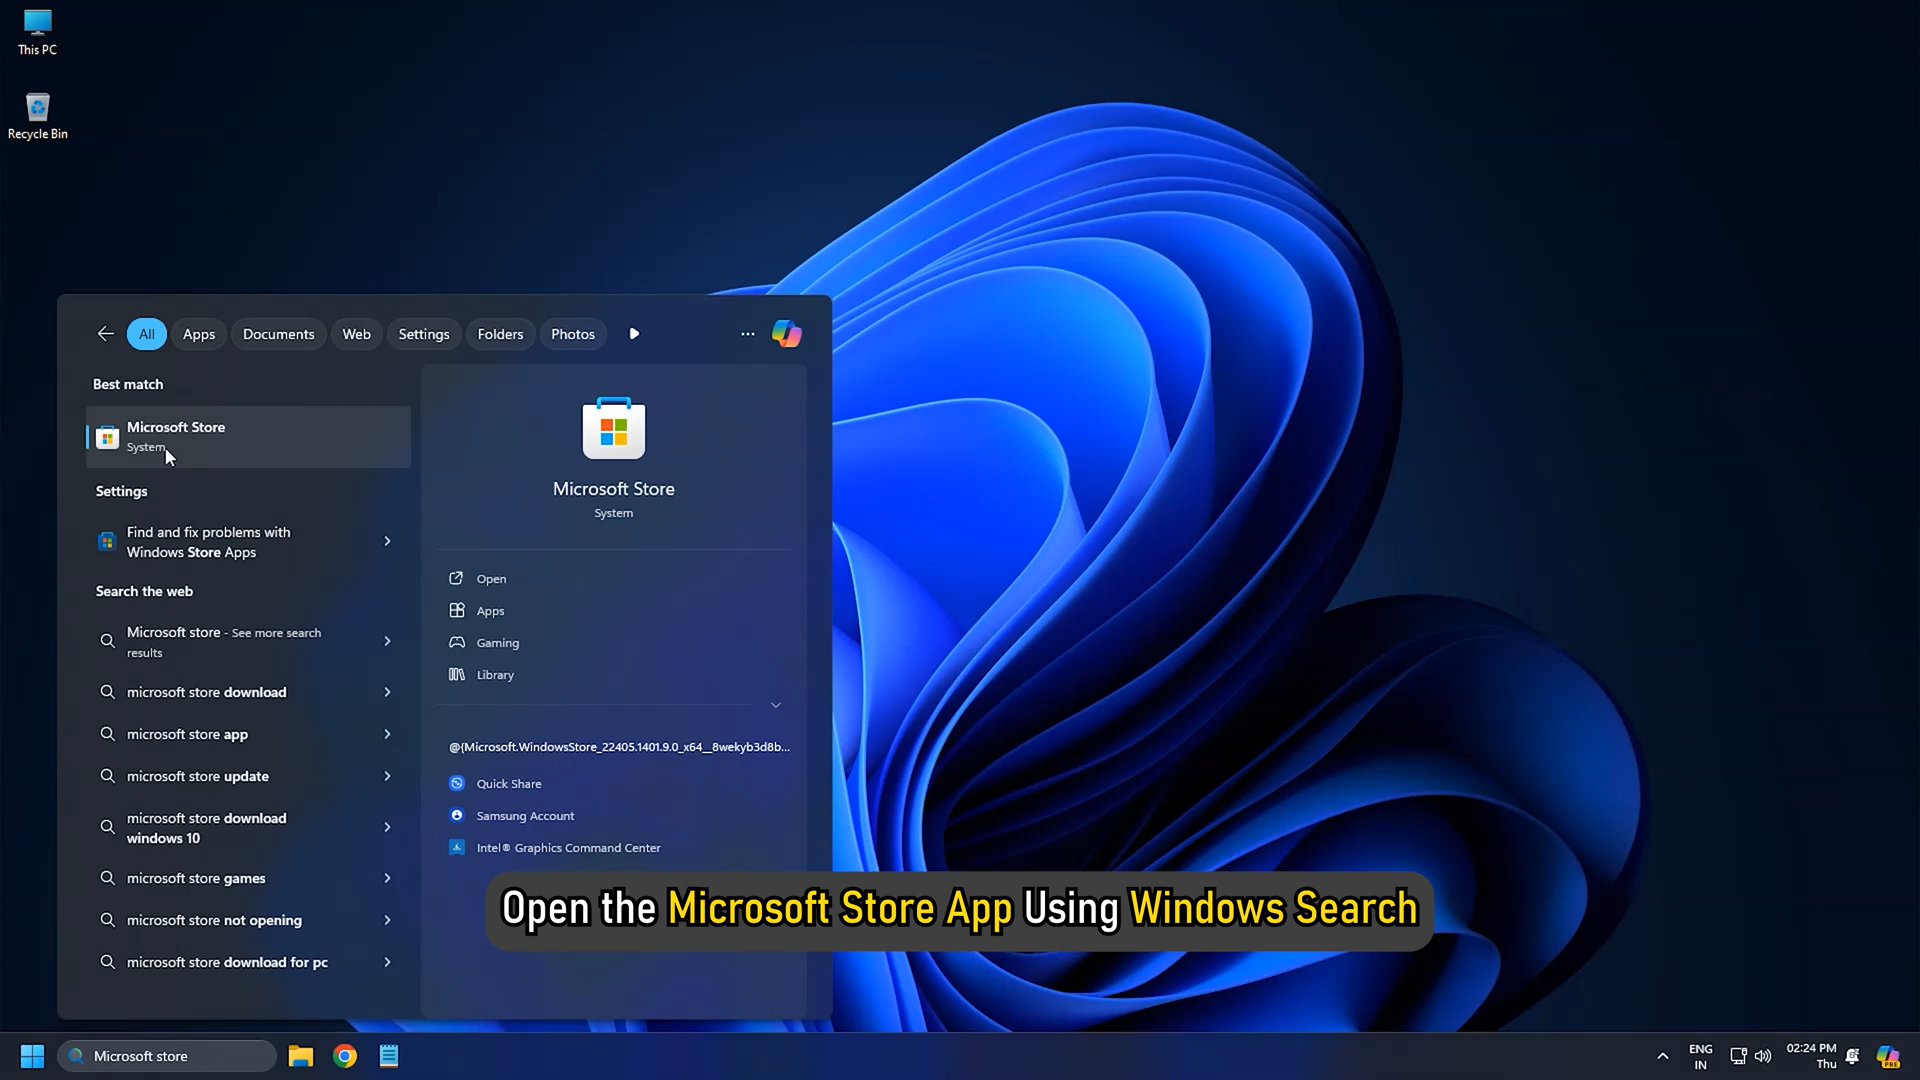 This PC
Recycle Bin
All
Apps
Documents
Web
Settings
Folders
Photos
Best match
Microsoft Store
System
Settings
Find and fix problems with
Windows Store Apps
Search the web
Microsoft store - See more search
results
microsoft store download
microsoft store app
microsoft store update
microsoft store download
windows 10
microsoft store games
microsoft store not opening
microsoft store download for pc
Microsoft Store
System
Open
Apps
Gaming
Library
@{Microsoft.WindowsStore_22405.1401.9.0_x64__8wekyb3d8b...
Quick Share
Samsung Account
Intel® Graphics Command Center
Open the Microsoft Store App Using Windows Search
Microsoft store
ENG
IN
02:24 PM
Thu
PRE